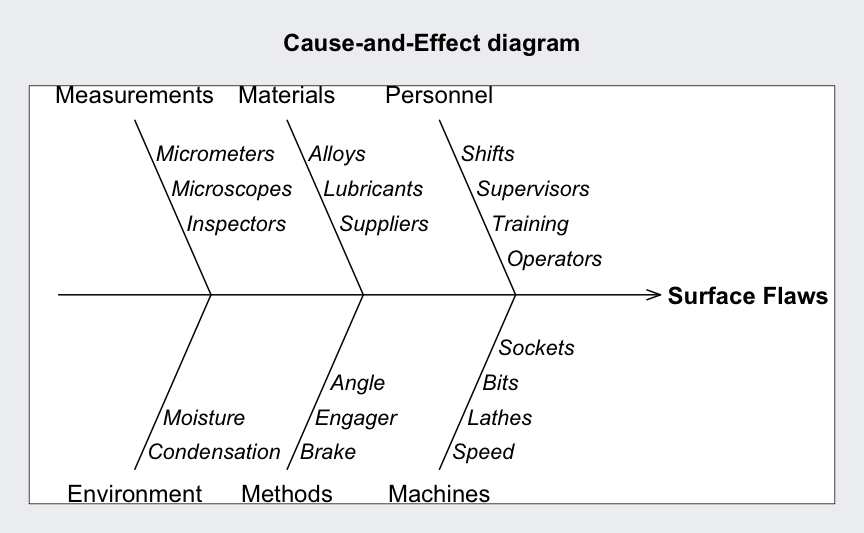 Cause-and-Effect diagram
Measurements Materials Personnel
Micrometers Alloys Shifts
Microscopes Lubricants Supervisors
Inspectors Suppliers Training
Operators
Surface Flaws
Sockets
Angle Bits
Moisture Engager Lathes
Condensation Brake Speed
Environment Methods Machines